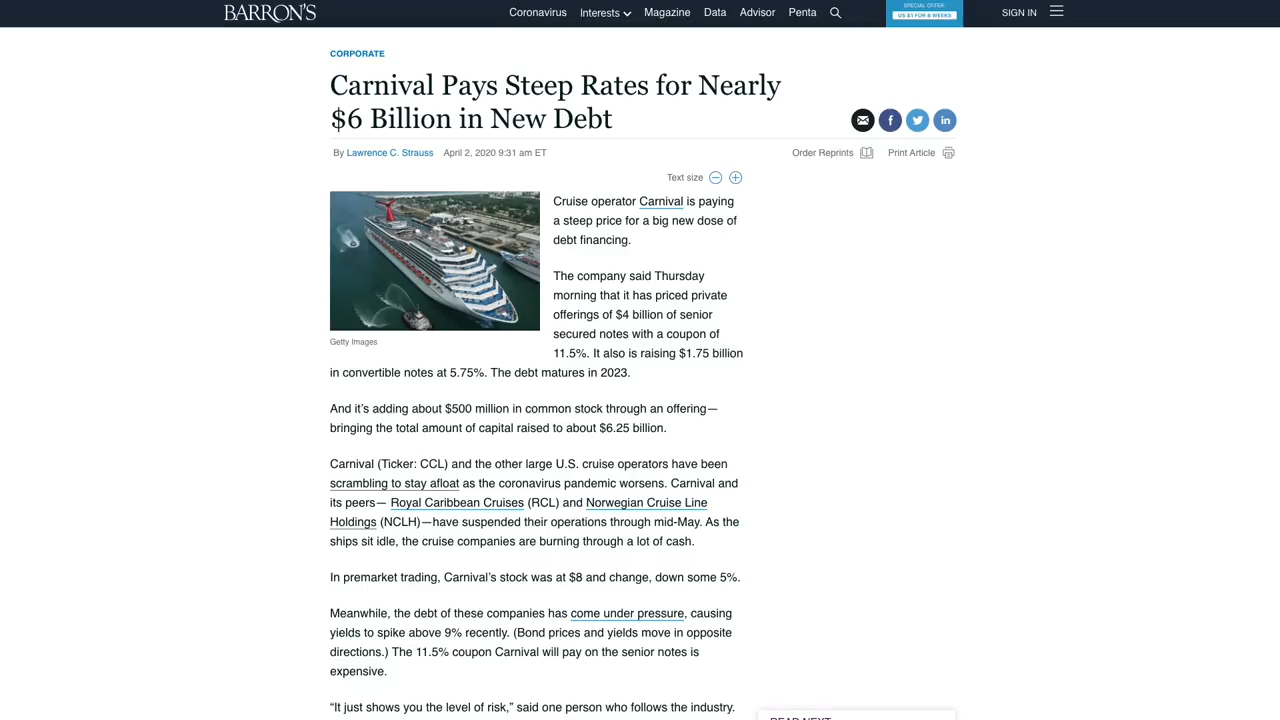 BARRON'S
Coronavirus Interests Magazine Data Advisor Penta
SPECIAL OFFER:
US $1 FOR 8 WEEKS
SIGN IN
CORPORATE
Carnival Pays Steep Rates for Nearly
$6 Billion in New Debt
By Lawrence C. Strauss April 2, 2020 9:31 am ET
Order Reprints Print Article
Text size
Cruise operator Carnival is paying
a steep price for a big new dose of
debt financing.
The company said Thursday
morning that it has priced private
offerings of $4 billion of senior
secured notes with a coupon of
11.5%. It also is raising $1.75 billion
Getty Images
in convertible notes at 5.75%. The debt matures in 2023.
And it’s adding about $500 million in common stock through an offering—
bringing the total amount of capital raised to about $6.25 billion.
Carnival (Ticker: CCL) and the other large U.S. cruise operators have been
scrambling to stay afloat as the coronavirus pandemic worsens. Carnival and
its peers— Royal Caribbean Cruises (RCL) and Norwegian Cruise Line
Holdings (NCLH)—have suspended their operations through mid-May. As the
ships sit idle, the cruise companies are burning through a lot of cash.
In premarket trading, Carnival’s stock was at $8 and change, down some 5%.
Meanwhile, the debt of these companies has come under pressure, causing
yields to spike above 9% recently. (Bond prices and yields move in opposite
directions.) The 11.5% coupon Carnival will pay on the senior notes is
expensive.
“It just shows you the level of risk,” said one person who follows the industry.
READ NEXT